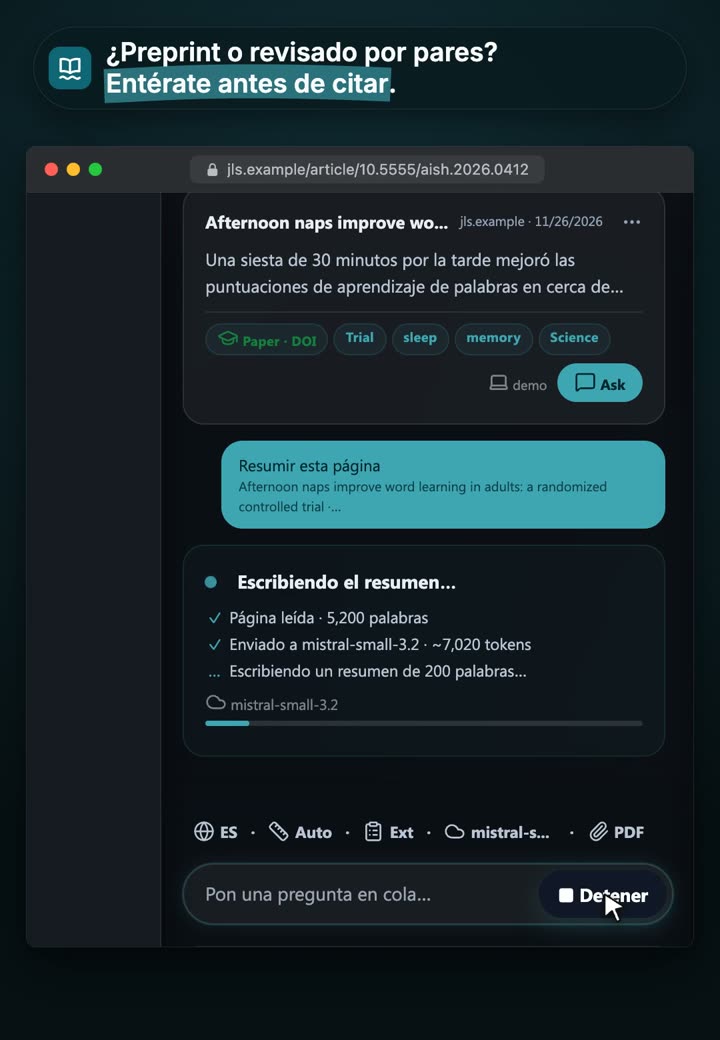 ¿Preprint o revisado por pares?
Entérate antes de citar.
jls.example/article/10.5555/aish.2026.0412
Afternoon naps improve wo... jls.example · 11/26/2026 ···
Una siesta de 30 minutos por la tarde mejoró las
puntuaciones de aprendizaje de palabras en cerca de...
Paper · DOI Trial sleep memory Science
demo Ask
Resumir esta página
Afternoon naps improve word learning in adults: a randomized
controlled trial ·...
Escribiendo el resumen...
✓ Página leída · 5,200 palabras
✓ Enviado a mistral-small-3.2 · ~7,020 tokens
... Escribiendo un resumen de 200 palabras...
mistral-small-3.2
ES · Auto · Ext · mistral-s... · PDF
Pon una pregunta en cola... Detener